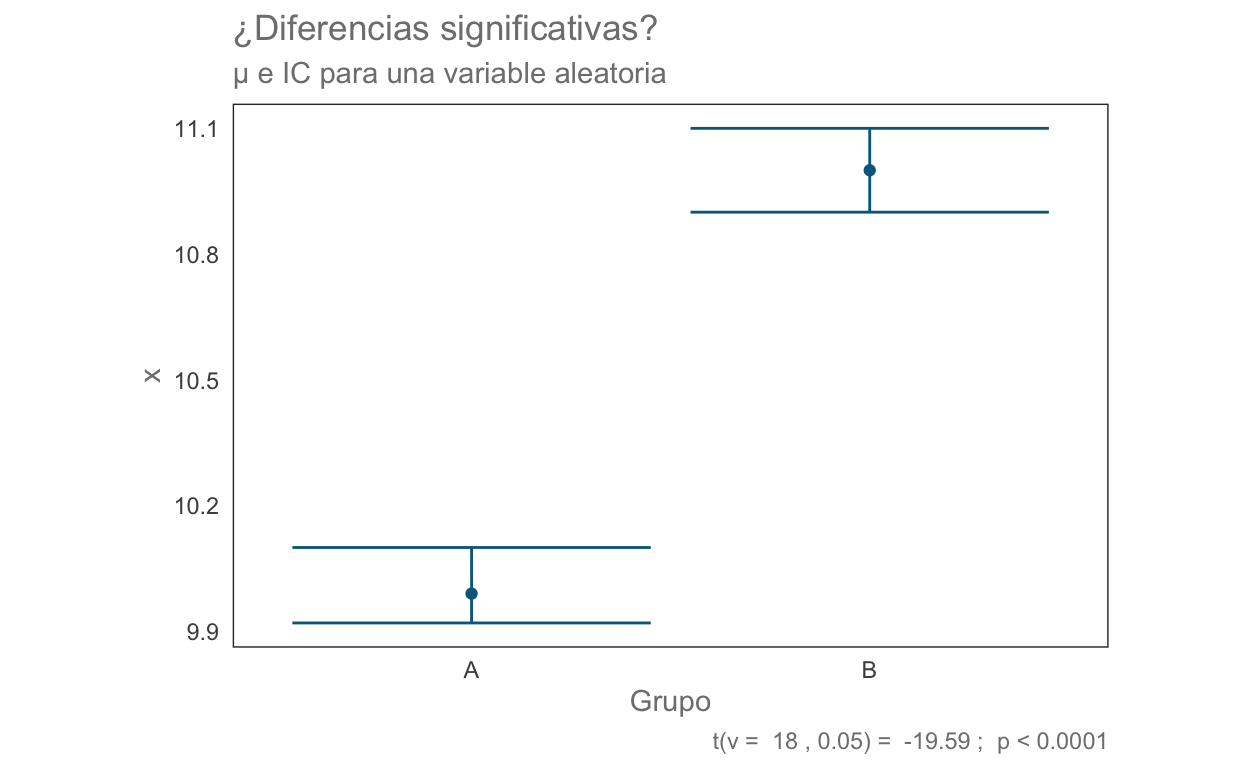 ¿Diferencias significativas?
μ e IC para una variable aleatoria
11.1
10.8
10.5
10.2
9.9
x
A
B
Grupo
t(v =  18 , 0.05) =  -19.59 ;  p < 0.0001